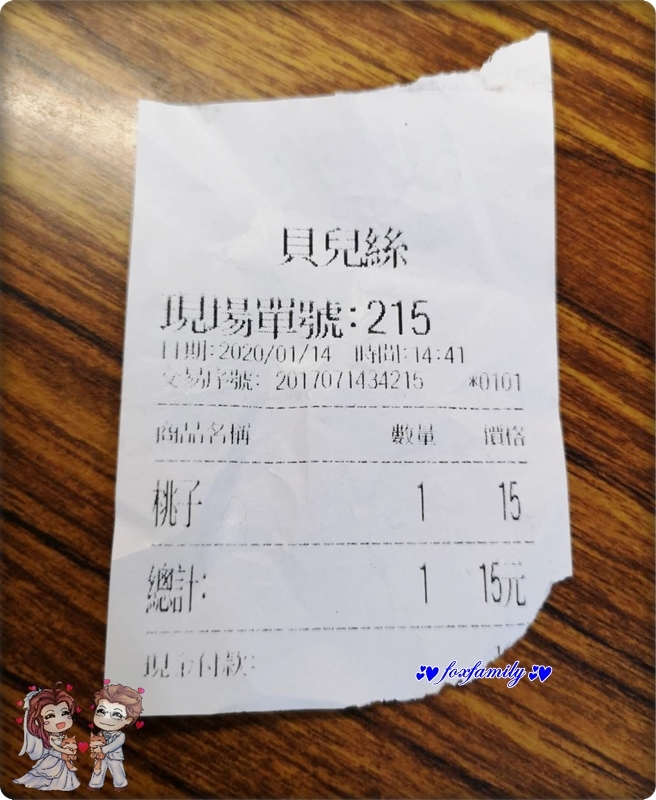 貝兒絲
現場單號:215
日期:2020/01/14 時間:14:41
交易序號: 2017071434215 *0101
商品名稱 數量 價格
桃子 1 15
總計: 1 15元
現金付款:
foxfamily